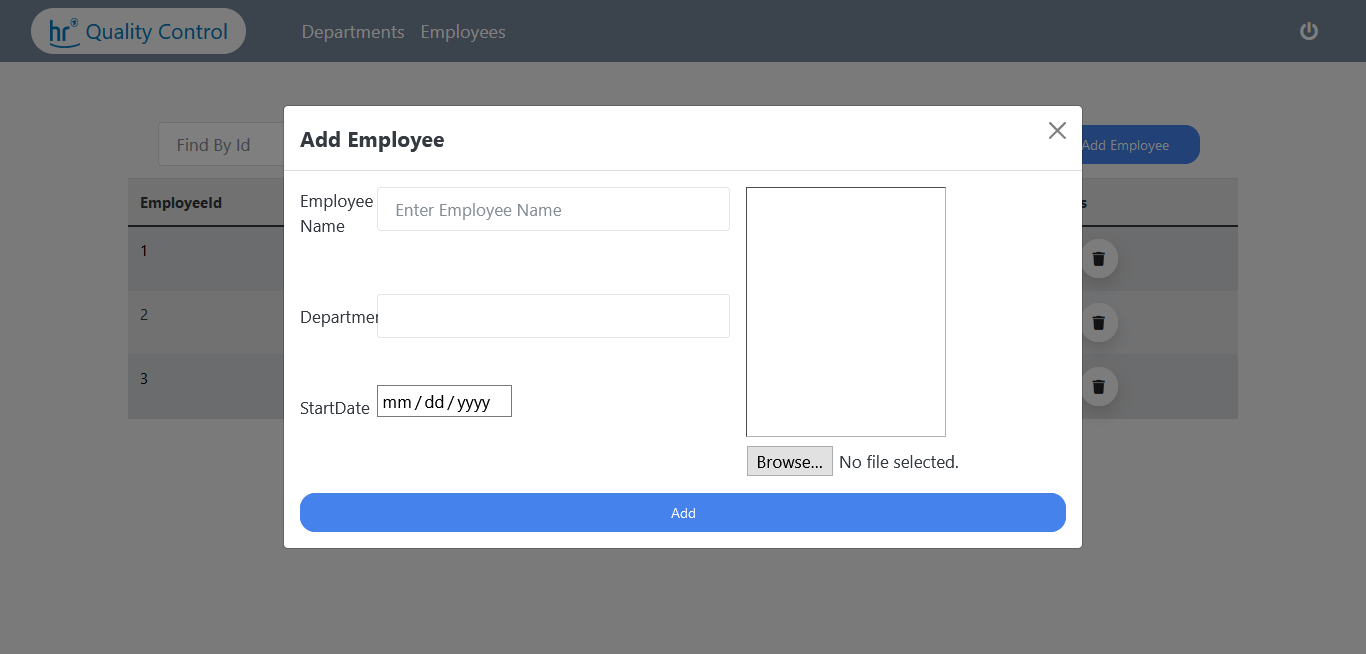 hr Quality Control
Departments
Employees
Find By Id
Add Employee
EmployeeId
s
1
2
3
Add Employee
Employee
Name
Enter Employee Name
Departmen
StartDate
mm/dd/yyyy
Browse...
No file selected.
Add